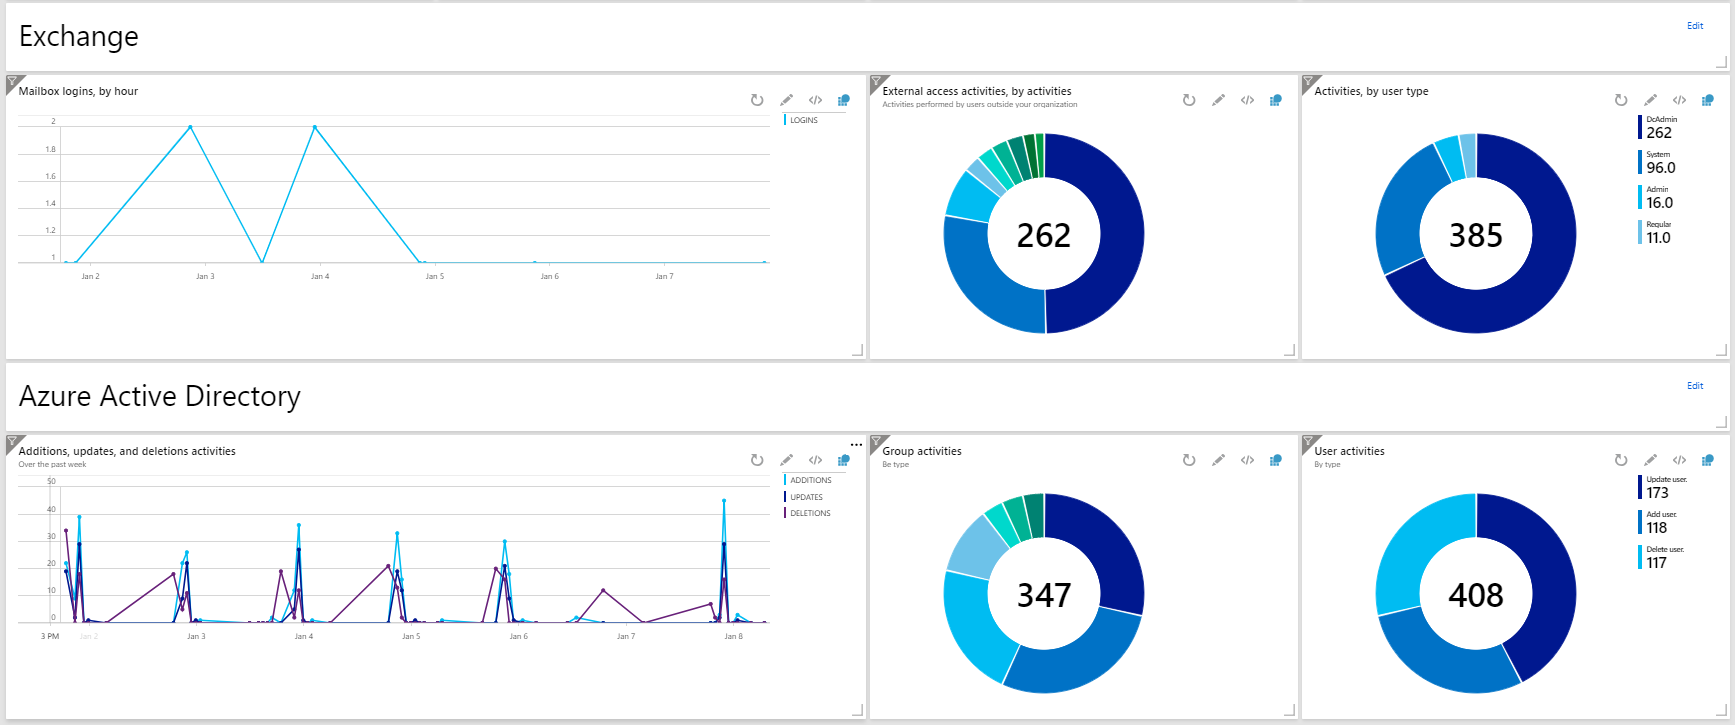 Exchange
Edit
Mailbox logins, by hour
2
1.8
1.6
1.4
1.2
1
Jan 2
Jan 3
Jan 4
Jan 5
Jan 6
Jan 7
LOGINS
External access activities, by activities
Activities performed by users outside your organization
262
Activities, by user type
385
DcAdmin
262
System
96.0
Admin
16.0
Regular
11.0
Azure Active Directory
Edit
Additions, updates, and deletions activities
Over the past week
50
40
30
20
10
0
3 PM
Jan 2
Jan 3
Jan 4
Jan 5
Jan 6
Jan 7
Jan 8
ADDITIONS
UPDATES
DELETIONS
Group activities
Be type
347
User activities
By type
408
Update user.
173
Add user.
118
Delete user.
117